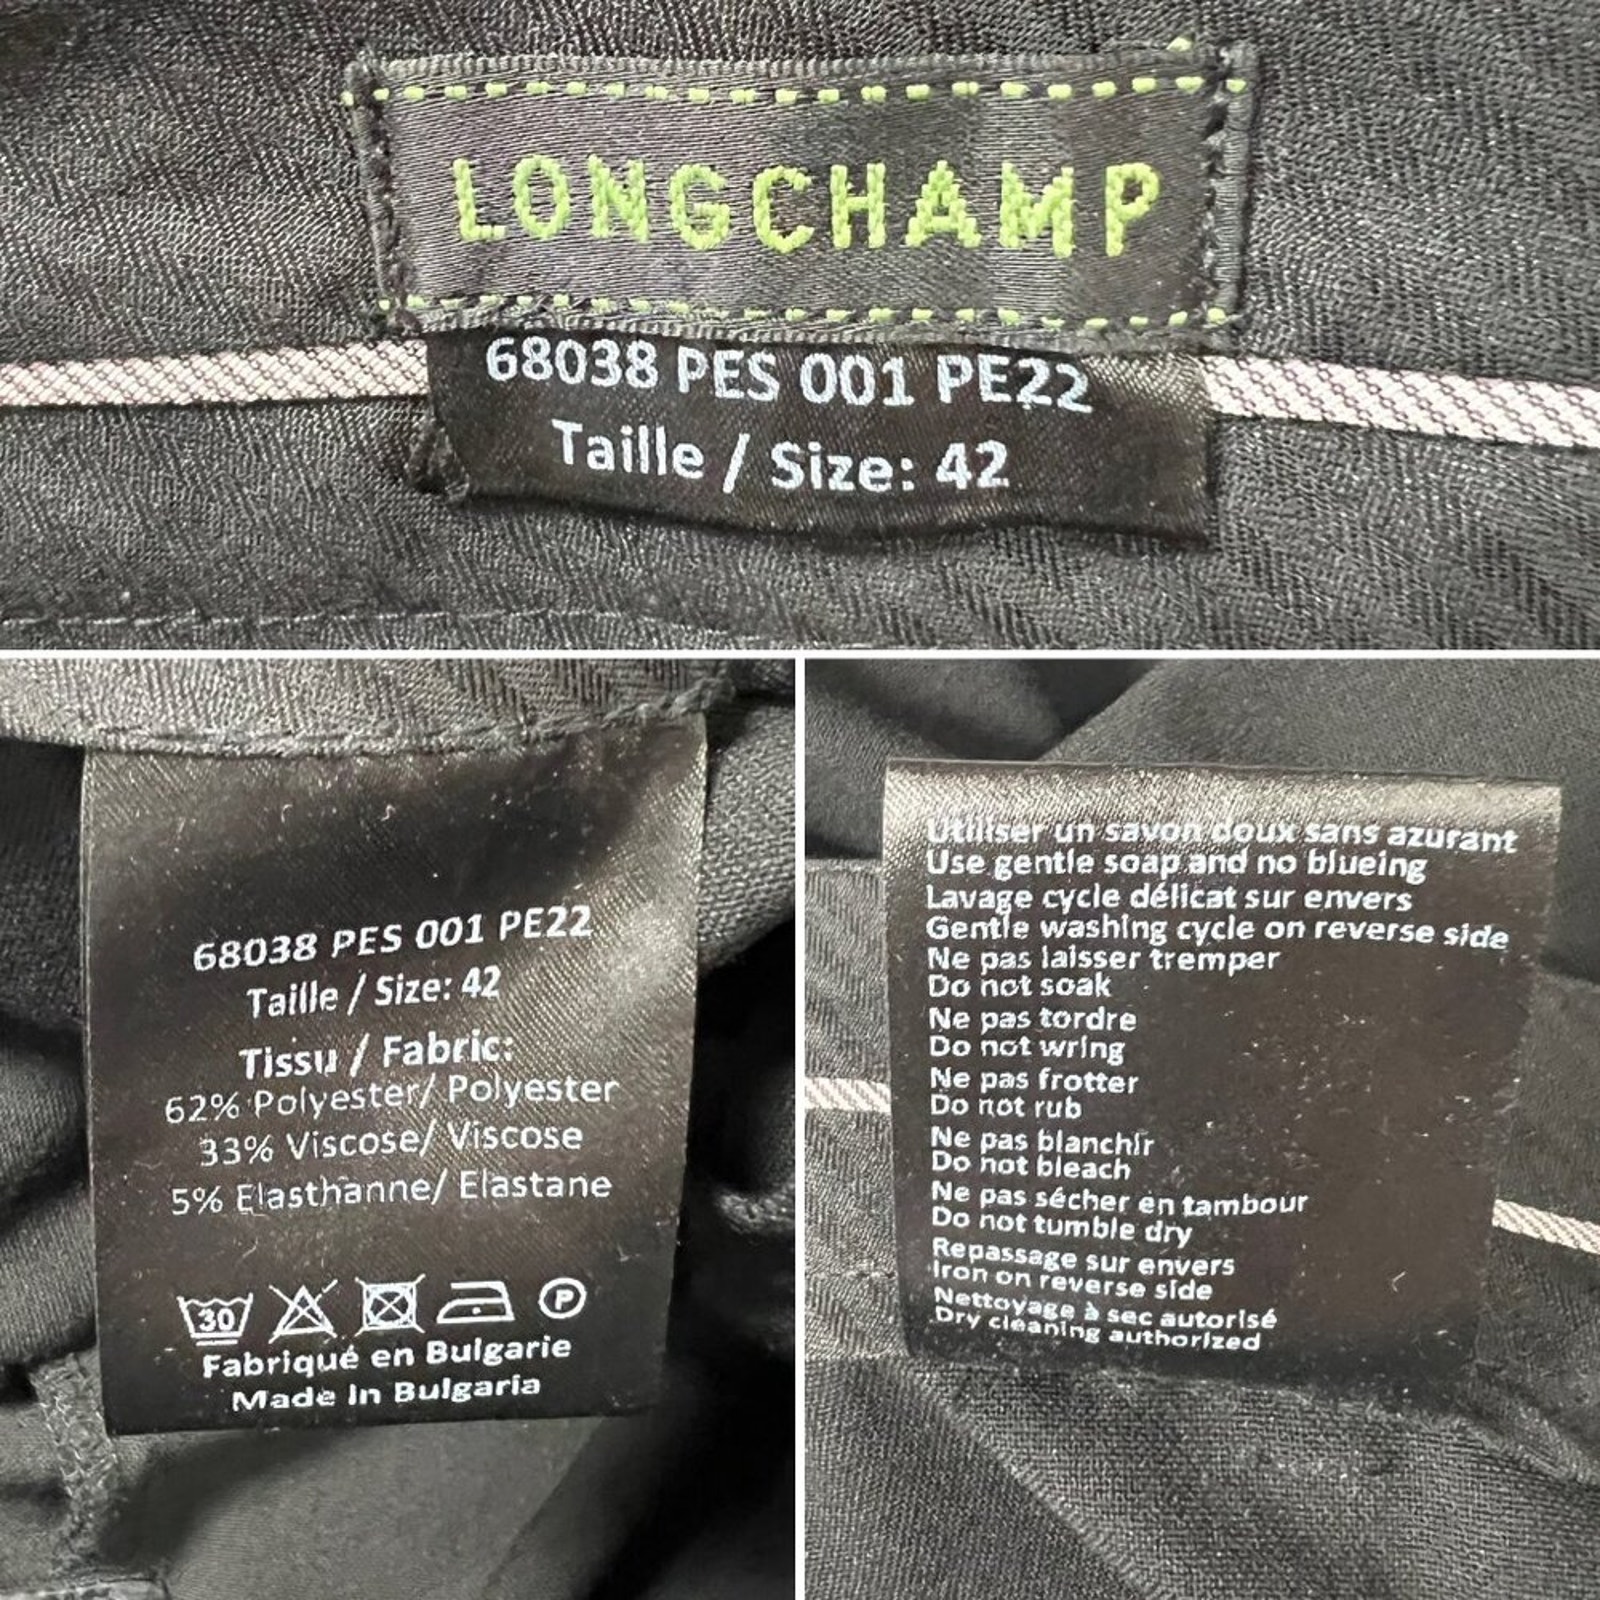 LONGCHAMP
68038 PES 001 PE22
Taille / Size: 42
68038 PES 001 PE22
Taille / Size: 42
Tissu / Fabric:
62% Polyester/ Polyester
33% Viscose/ Viscose
5% Elasthanne/ Elastane
30 P
Fabriqué en Bulgarie
Made in Bulgaria
Utiliser un savon doux sans azurant
Use gentle soap and no blueing
Lavage cycle délicat sur envers
Gentle washing cycle on reverse side
Ne pas laisser tremper
Do not soak
Ne pas tordre
Do not wring
Ne pas frotter
Do not rub
Ne pas blanchir
Do not bleach
Ne pas sécher en tambour
Do not tumble dry
Repassage sur envers
Iron on reverse side
Nettoyage à sec autorisé
Dry cleaning authorized